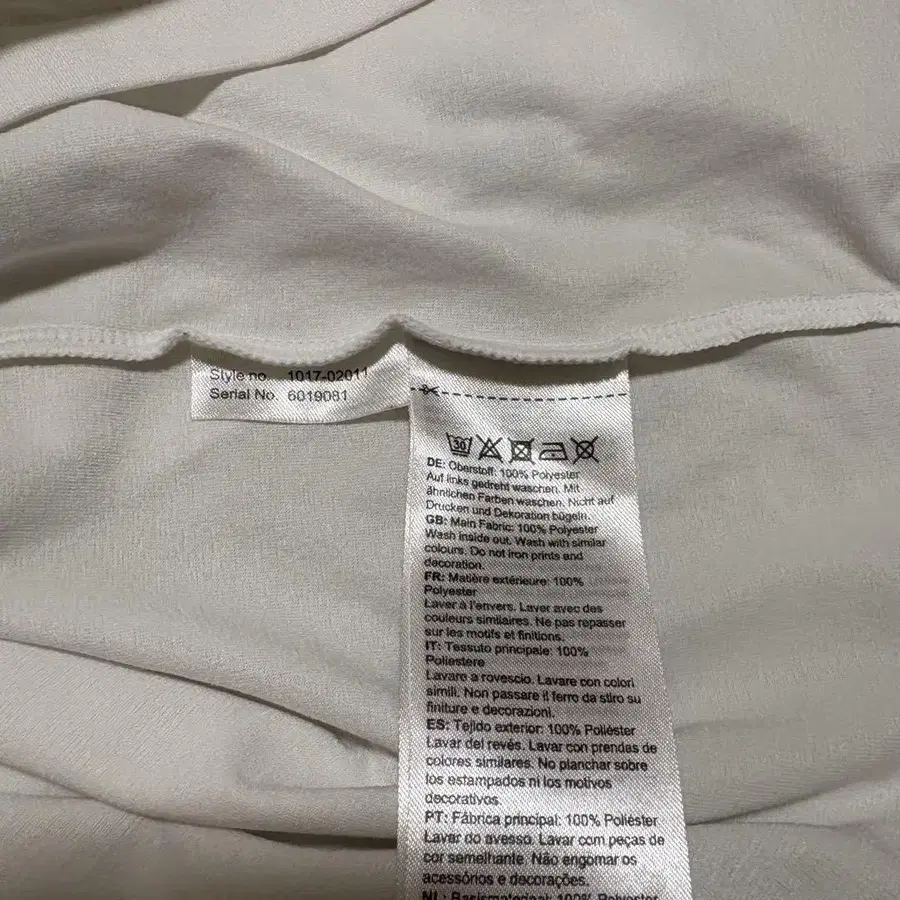 Style no. 1017-02011
Serial No. 6019081
30
DE: Oberstoff: 100% Polyester
Auf links gedreht waschen. Mit
ähnlichen Farben waschen. Nicht auf
Drucken und Dekoration bügeln.
GB: Main Fabric: 100% Polyester
Wash inside out. Wash with similar
colours. Do not iron prints and
decoration.
FR: Matière extérieure: 100%
Polyester
Laver à l'envers. Laver avec des
couleurs similaires. Ne pas repasser
sur les motifs et finitions.
IT: Tessuto principale: 100%
Poliestere
Lavare a rovescio. Lavare con colori
simili. Non passare il ferro da stiro su
finiture e decorazioni.
ES: Tejido exterior: 100% Poliéster
Lavar del revés. Lavar con prendas de
colores similares. No planchar sobre
los estampados ni los motivos
decorativos.
PT: Fábrica principal: 100% Poliéster
Lavar do avesso. Lavar com peças de
cor semelhante. Não engomar os
acessórios e decorações.
NL: Basismateriaal: 100% Polyester